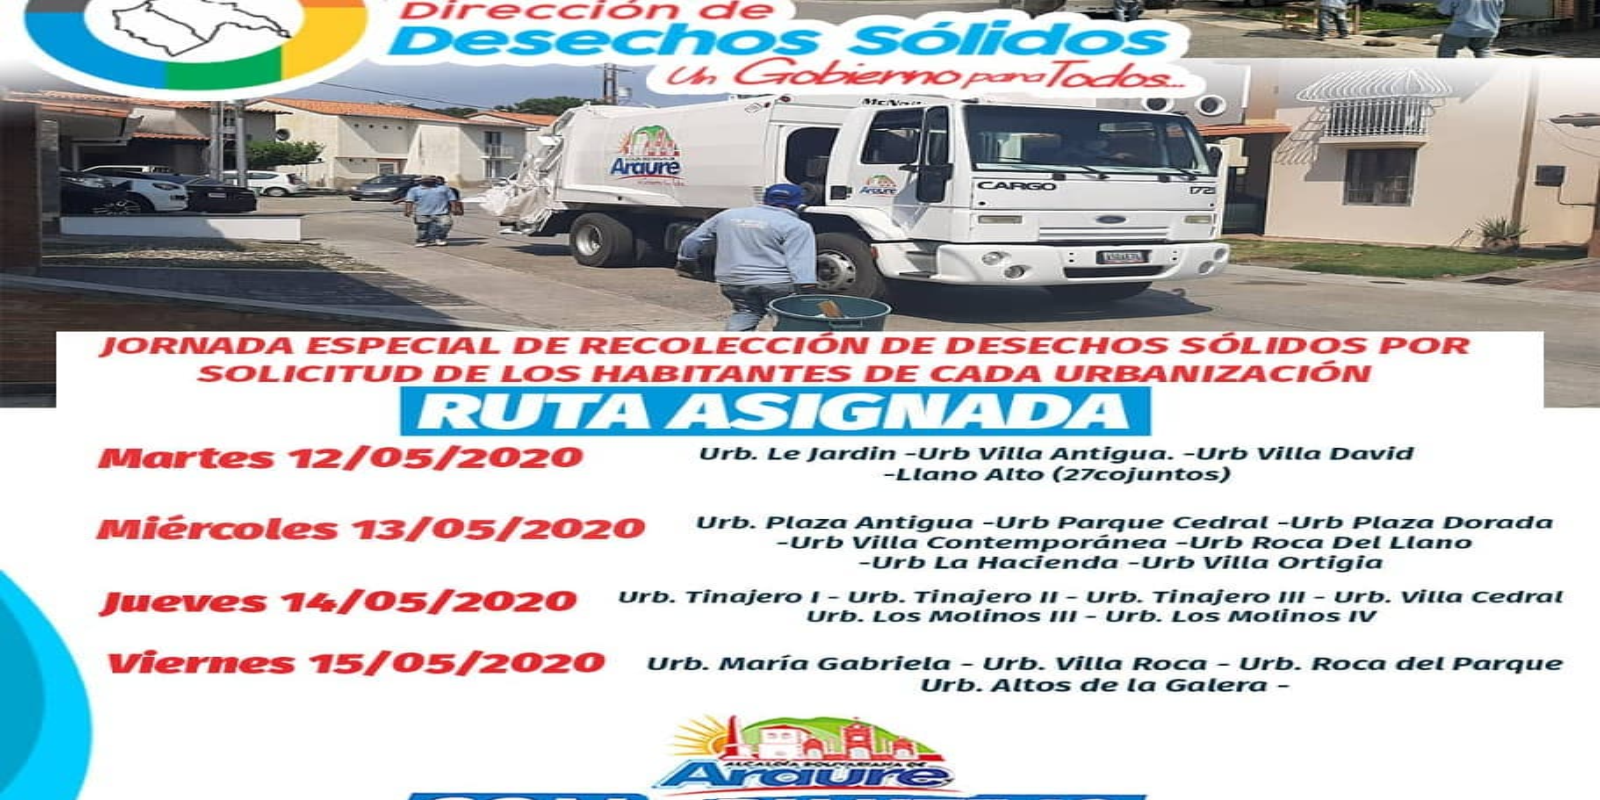 Dirección de
Desechos Sólidos
Un Gobierno para Todos...
Araure
Araure
CARGO
1721
JORNADA ESPECIAL DE RECOLECCIÓN DE DESECHOS SÓLIDOS POR
SOLICITUD DE LOS HABITANTES DE CADA URBANIZACIÓN
RUTA ASIGNADA
Martes 12/05/2020
Urb. Le Jardin -Urb Villa Antigua. -Urb Villa David
-Llano Alto (27cojuntos)
Miércoles 13/05/2020
Urb. Plaza Antigua -Urb Parque Cedral -Urb Plaza Dorada
-Urb Villa Contemporánea -Urb Roca Del Llano
-Urb La Hacienda -Urb Villa Ortigia
Jueves 14/05/2020
Urb. Tinajero I - Urb. Tinajero II - Urb. Tinajero III - Urb. Villa Cedral
Urb. Los Molinos III - Urb. Los Molinos IV
Viernes 15/05/2020
Urb. María Gabriela - Urb. Villa Roca - Urb. Roca del Parque
Urb. Altos de la Galera -
ALCALDÍA BOLIVARIANA DE
Araure